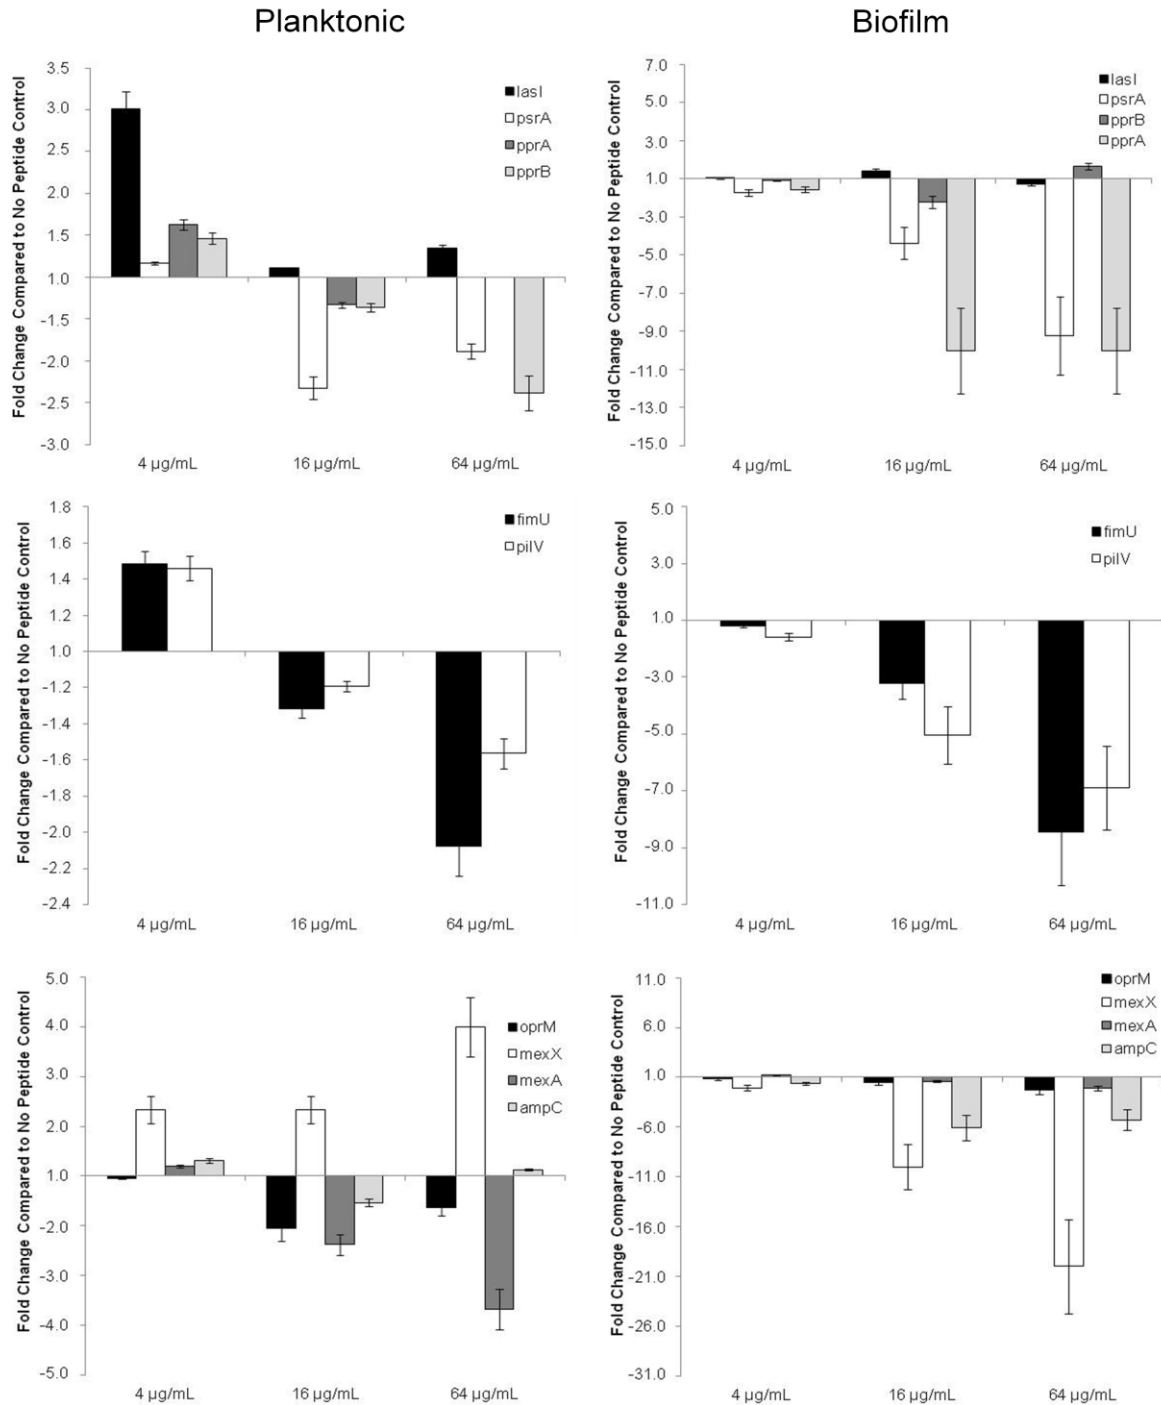 Planktonic
Biofilm
Fold Change Compared to No Peptide Control
3.5
3.0
2.5
2.0
1.5
1.0
-1.5
-2.0
-2.5
-3.0
lasI
psrA
pprA
pprB
4 µg/mL
16 µg/mL
64 µg/mL
Fold Change Compared to No Peptide Control
7.0
5.0
3.0
1.0
-3.0
-5.0
-7.0
-9.0
-11.0
-13.0
-15.0
lasI
psrA
pprB
pprA
4 µg/mL
16 µg/mL
64 µg/mL
Fold Change Compared to No Peptide Control
1.8
1.6
1.4
1.2
1.0
-1.2
-1.4
-1.6
-1.8
-2.0
-2.2
-2.4
fimU
pilV
4 µg/mL
16 µg/mL
64 µg/mL
Fold Change Compared to No Peptide Control
5.0
3.0
1.0
-3.0
-5.0
-7.0
-9.0
-11.0
fimU
pilV
4 µg/mL
16 µg/mL
64 µg/mL
Fold Change Compared to No Peptide Control
5.0
4.0
3.0
2.0
1.0
-2.0
-3.0
-4.0
-5.0
oprM
mexX
mexA
ampC
4 µg/mL
16 µg/mL
64 µg/mL
Fold Change Compared to No Peptide Control
11.0
6.0
1.0
-6.0
-11.0
-16.0
-21.0
-26.0
-31.0
oprM
mexX
mexA
ampC
4 µg/mL
16 µg/mL
64 µg/mL